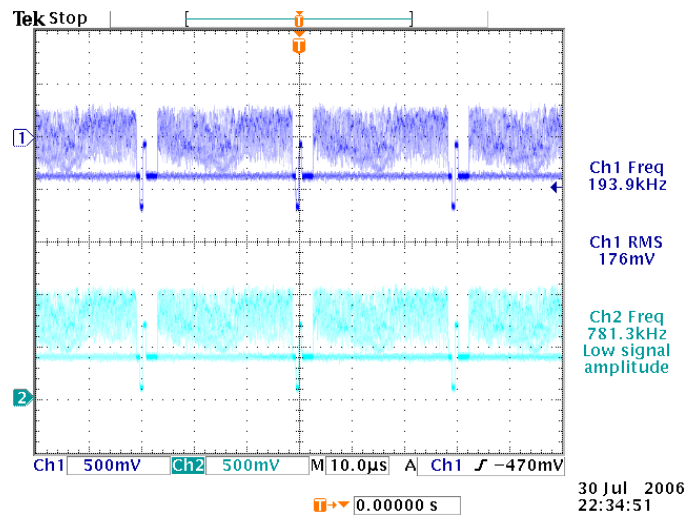 Tek Stop
T
T
1
Ch1 Freq
193.9kHz
Ch1 RMS
176mV
Ch2 Freq
781.3kHz
Low signal
amplitude
2
Ch1 500mV Ch2 500mV M 10.0µs A Ch1 ʃ −470mV
T→▼ 0.00000 s
30 Jul 2006
22:34:51